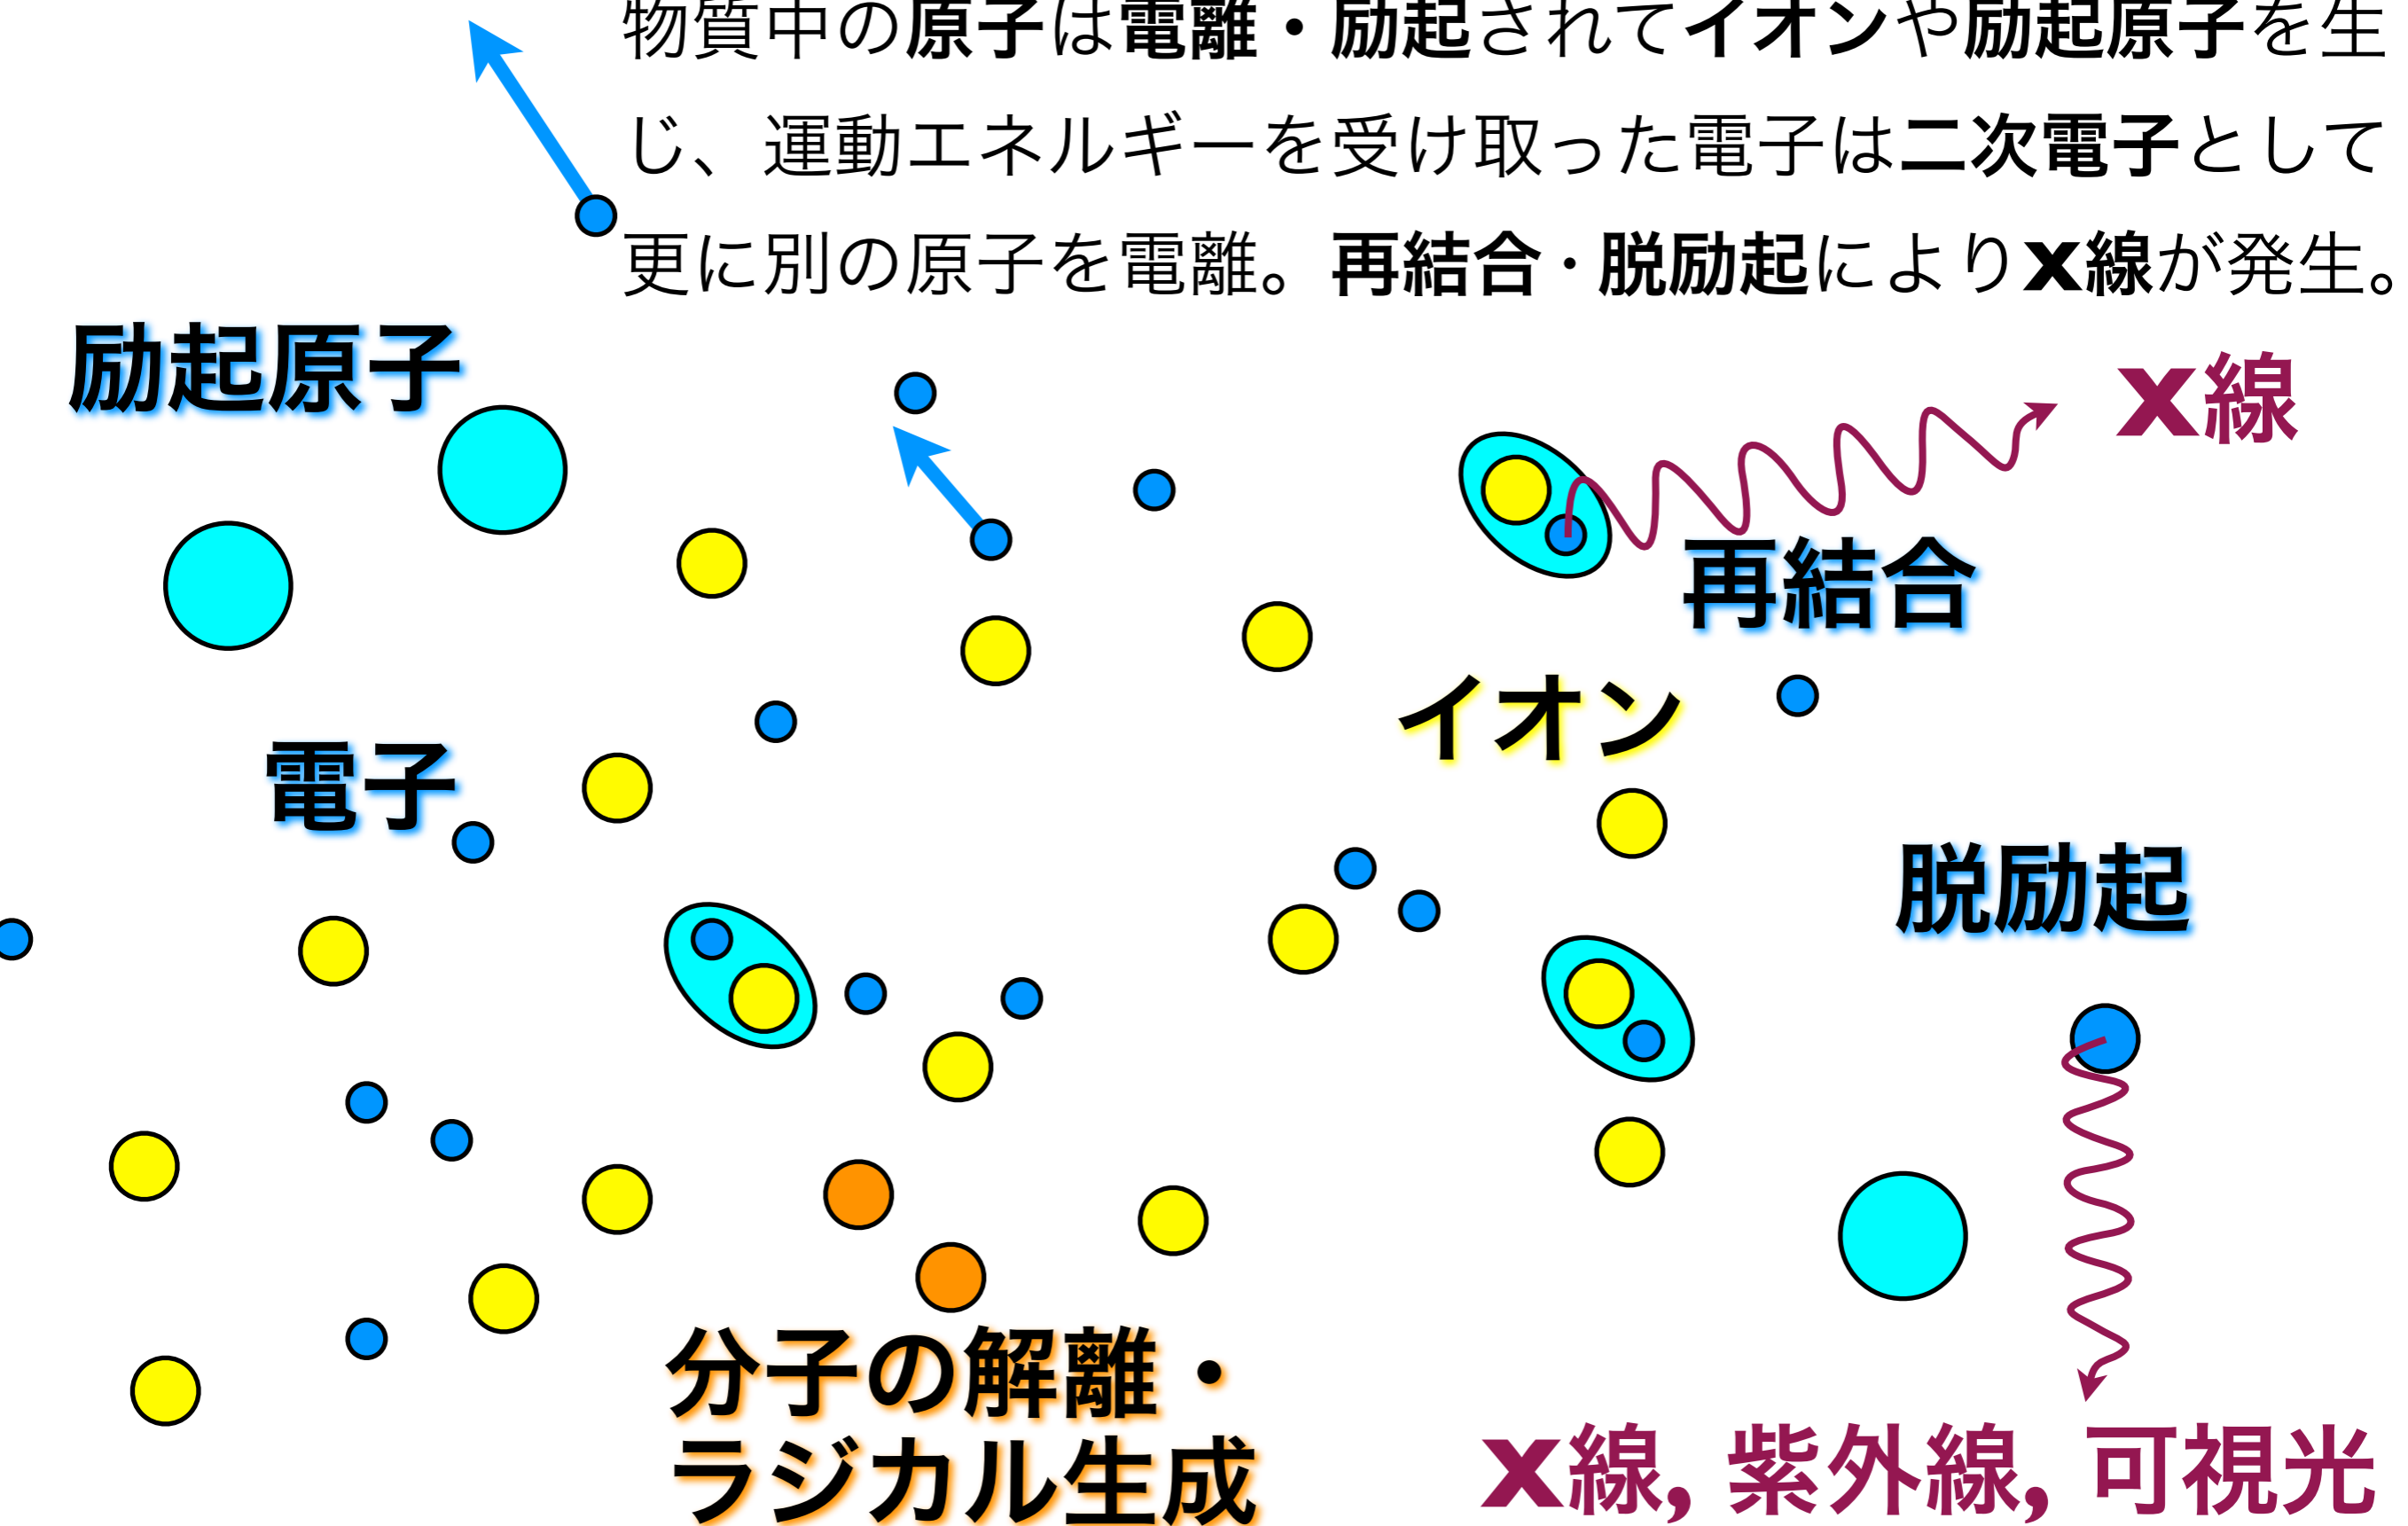 物質中の原子は電離・励起されてイオンや励起原子を生
じ、運動エネルギーを受け取った電子は二次電子として
更に別の原子を電離。再結合・脱励起によりX線が発生。
励起原子
X線
再結合
イオン
電子
脱励起
分子の解離・
ラジカル生成
X線, 紫外線, 可視光